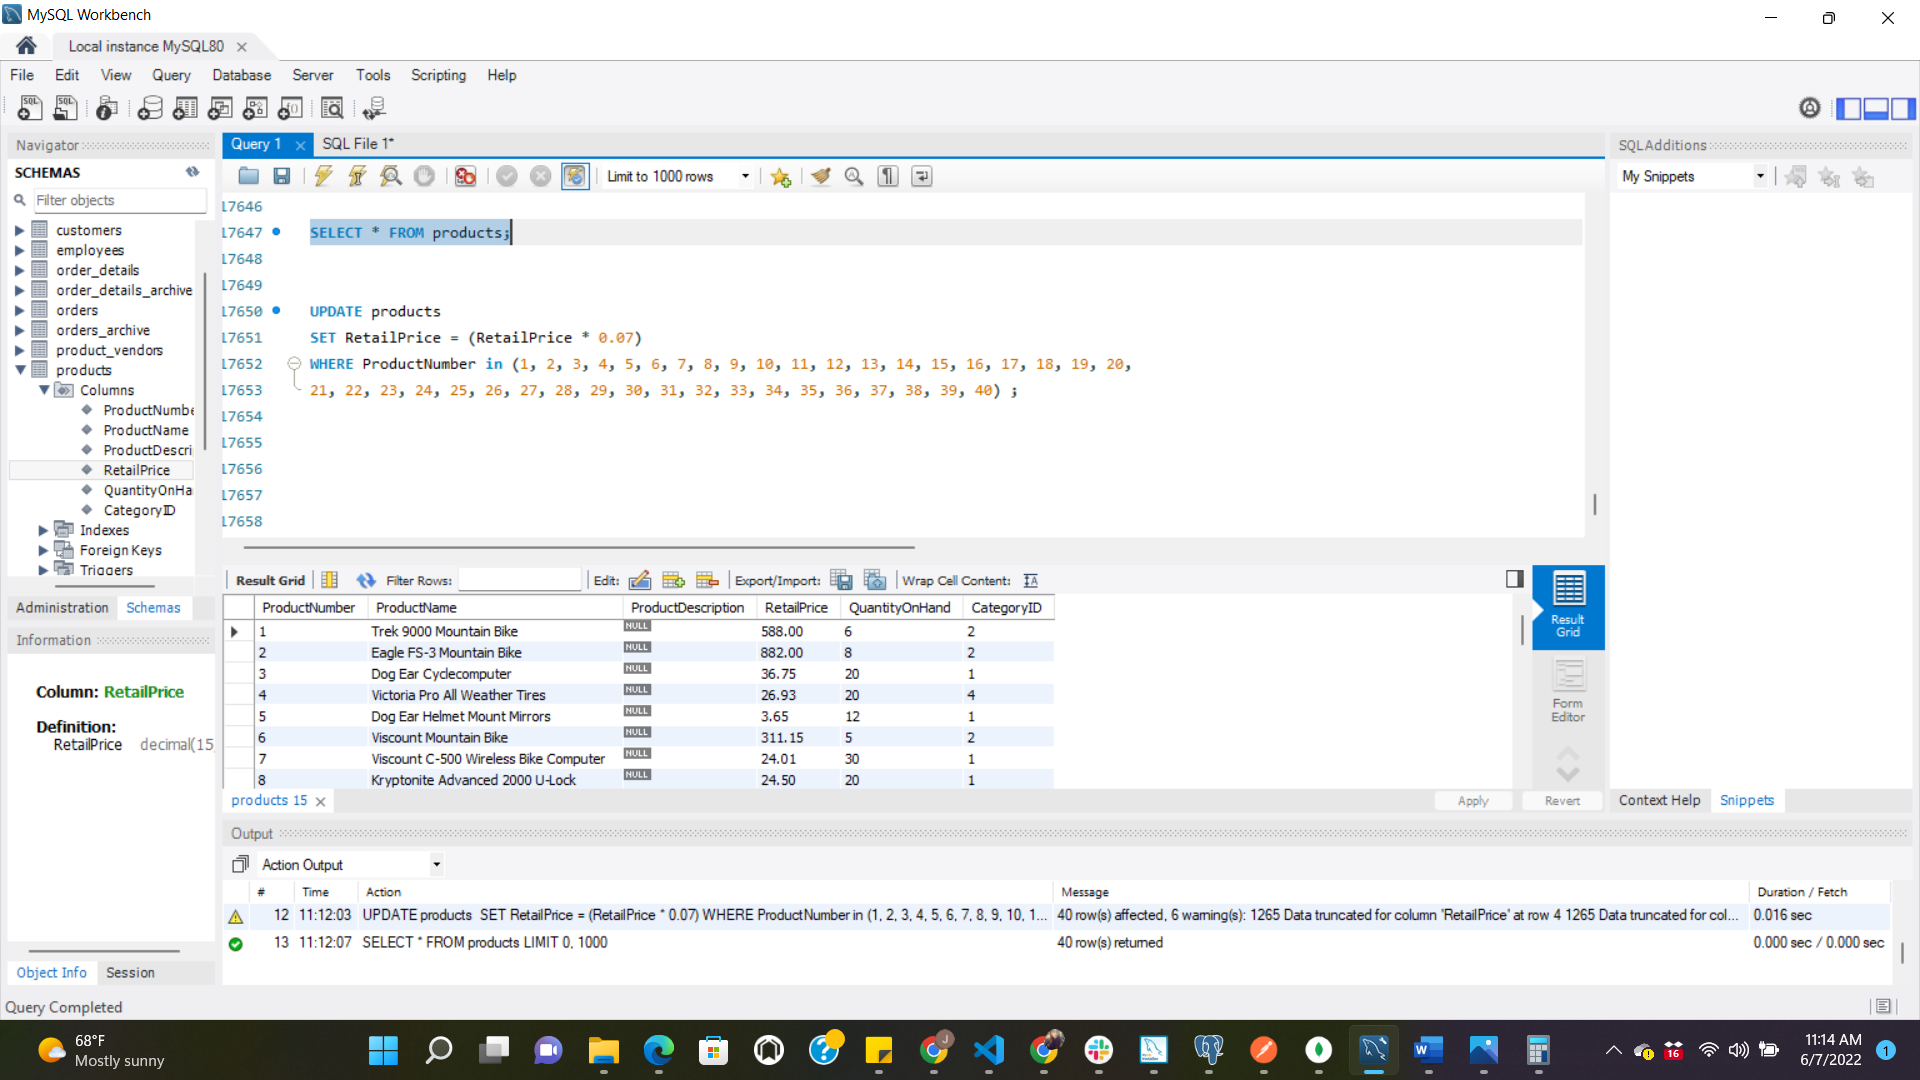 MySQL Workbench
Local instance MySQL80
File Edit View Query Database Server Tools Scripting Help
Navigator
SCHEMAS
Filter objects
customers
employees
order_details
order_details_archive
orders
orders_archive
product_vendors
products
Columns
ProductNumbe
ProductName
ProductDescri
RetailPrice
QuantityOnHa
CategoryID
Indexes
Foreign Keys
Triggers
Administration Schemas
Information
Column: RetailPrice
Definition:
RetailPrice decimal(15,
Object Info Session
Query Completed
Query 1 SQL File 1*
Limit to 1000 rows
17646
17647 SELECT * FROM products;
17648
17649
17650 UPDATE products
17651 SET RetailPrice = (RetailPrice * 0.07)
17652 WHERE ProductNumber in (1, 2, 3, 4, 5, 6, 7, 8, 9, 10, 11, 12, 13, 14, 15, 16, 17, 18, 19, 20,
17653 21, 22, 23, 24, 25, 26, 27, 28, 29, 30, 31, 32, 33, 34, 35, 36, 37, 38, 39, 40) ;
17654
17655
17656
17657
17658
Result Grid Filter Rows: Edit: Export/Import: Wrap Cell Content:
ProductNumber ProductName ProductDescription RetailPrice QuantityOnHand CategoryID
1 Trek 9000 Mountain Bike NULL 588.00 6 2
2 Eagle FS-3 Mountain Bike NULL 882.00 8 2
3 Dog Ear Cyclecomputer NULL 36.75 20 1
4 Victoria Pro All Weather Tires NULL 26.93 20 4
5 Dog Ear Helmet Mount Mirrors NULL 3.65 12 1
6 Viscount Mountain Bike NULL 311.15 5 2
7 Viscount C-500 Wireless Bike Computer NULL 24.01 30 1
8 Kryptonite Advanced 2000 U-Lock NULL 24.50 20 1
Result
Grid
Form
Editor
products 15 Apply Revert
SQLAdditions
My Snippets
Context Help Snippets
Output
Action Output
# Time Action Message Duration / Fetch
12 11:12:03 UPDATE products SET RetailPrice = (RetailPrice * 0.07) WHERE ProductNumber in (1, 2, 3, 4, 5, 6, 7, 8, 9, 10, 1... 40 row(s) affected, 6 warning(s): 1265 Data truncated for column 'RetailPrice' at row 4 1265 Data truncated for col... 0.016 sec
13 11:12:07 SELECT * FROM products LIMIT 0, 1000 40 row(s) returned 0.000 sec / 0.000 sec
68°F
Mostly sunny
16
11:14 AM
6/7/2022
1